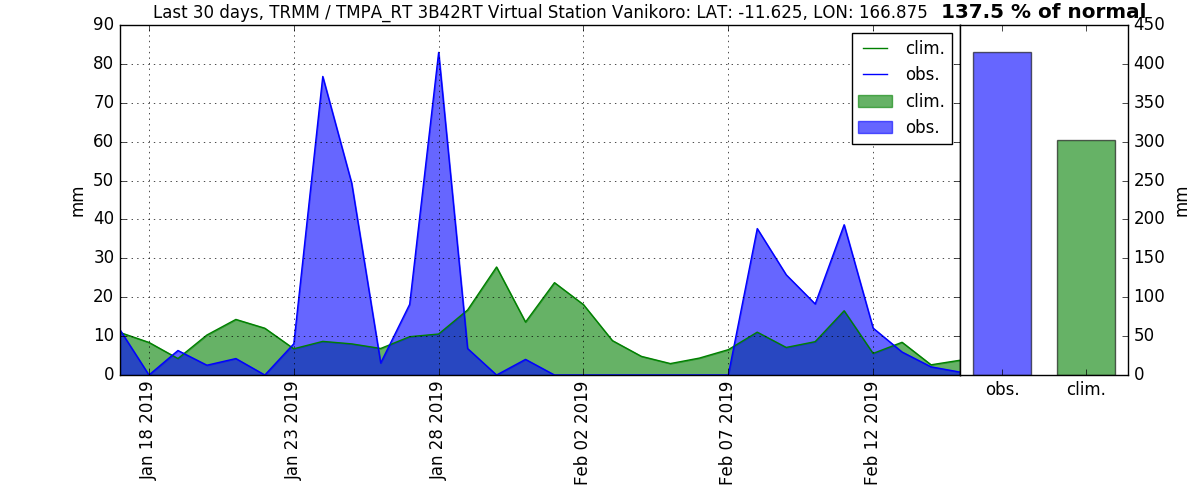 Last 30 days, TRMM / TMPA_RT 3B42RT Virtual Station Vanikoro: LAT: -11.625, LON: 166.875
137.5 % of normal
90
80
70
60
50
40
30
20
10
0
mm
clim.
obs.
clim.
obs.
Jan 18 2019
Jan 23 2019
Jan 28 2019
Feb 02 2019
Feb 07 2019
Feb 12 2019
450
400
350
300
250
200
150
100
50
0
mm
obs.
clim.